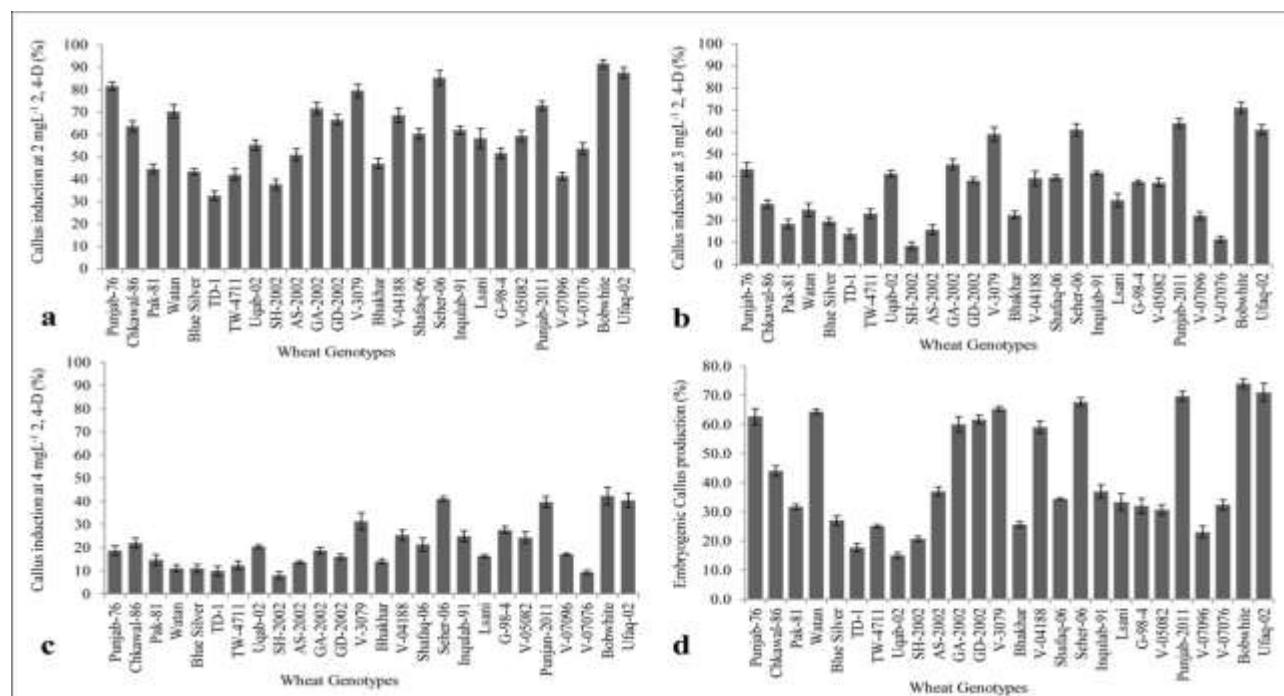 Callus induction at 2 mgL⁻¹ 2, 4-D (%)
100
90
80
70
60
50
40
30
20
10
0
a
Punjab-76
Chkawal-86
Pak-81
Watan
Blue Silver
TD-1
TW-4711
Uqab-02
SH-2002
AS-2002
GA-2002
GD-2002
V-3079
Bhakhar
V-04188
Shafaq-06
Seher-06
Inqulab-91
Lsani
G-98-4
V-05082
Punjab-2011
V-07096
V-07076
Bobwhite
Ufaq-02
Wheat Genotypes
Callus induction at 3 mgL⁻¹ 2, 4-D (%)
100
90
80
70
60
50
40
30
20
10
0
b
Punjab-76
Chkawal-86
Pak-81
Watan
Blue Silver
TD-1
TW-4711
Uqab-02
SH-2002
AS-2002
GA-2002
GD-2002
V-3079
Bhakhar
V-04188
Shafaq-06
Seher-06
Inqulab-91
Lsani
G-98-4
V-05082
Punjab-2011
V-07096
V-07076
Bobwhite
Ufaq-02
Wheat Genotypes
Callus induction at 4 mgL⁻¹ 2, 4-D (%)
100
90
80
70
60
50
40
30
20
10
0
c
Punjab-76
Chkawal-86
Pak-81
Watan
Blue Silver
TD-1
TW-4711
Uqab-02
SH-2002
AS-2002
GA-2002
GD-2002
V-3079
Bhakhar
V-04188
Shafaq-06
Seher-06
Inqulab-91
Lsani
G-98-4
V-05082
Punjan-2011
V-07096
V-07076
Bobwhite
Ufaq-02
Wheat Genotypes
Embryogenic Callus production (%)
80.0
70.0
60.0
50.0
40.0
30.0
20.0
10.0
0.0
d
Punjab-76
Chkawal-86
Pak-81
Watan
Blue Silver
TD-1
TW-4711
Uqab-02
SH-2002
AS-2002
GA-2002
GD-2002
V-3079
Bhakhar
V-04188
Shafaq-06
Seher-06
Inqulab-91
Lsani
G-98-4
V-05082
Punjab-2011
V-07096
V-07076
Bobwhite
Ufaq-02
Wheat Genotypes